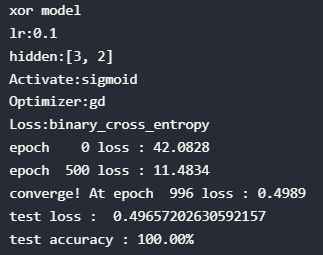 xor model
lr:0.1
hidden:[3, 2]
Activate:sigmoid
Optimizer:gd
Loss:binary_cross_entropy
epoch    0 loss : 42.0828
epoch  500 loss : 11.4834
converge! At epoch  996 loss : 0.4989
test loss :  0.49657202630592157
test accuracy : 100.00%